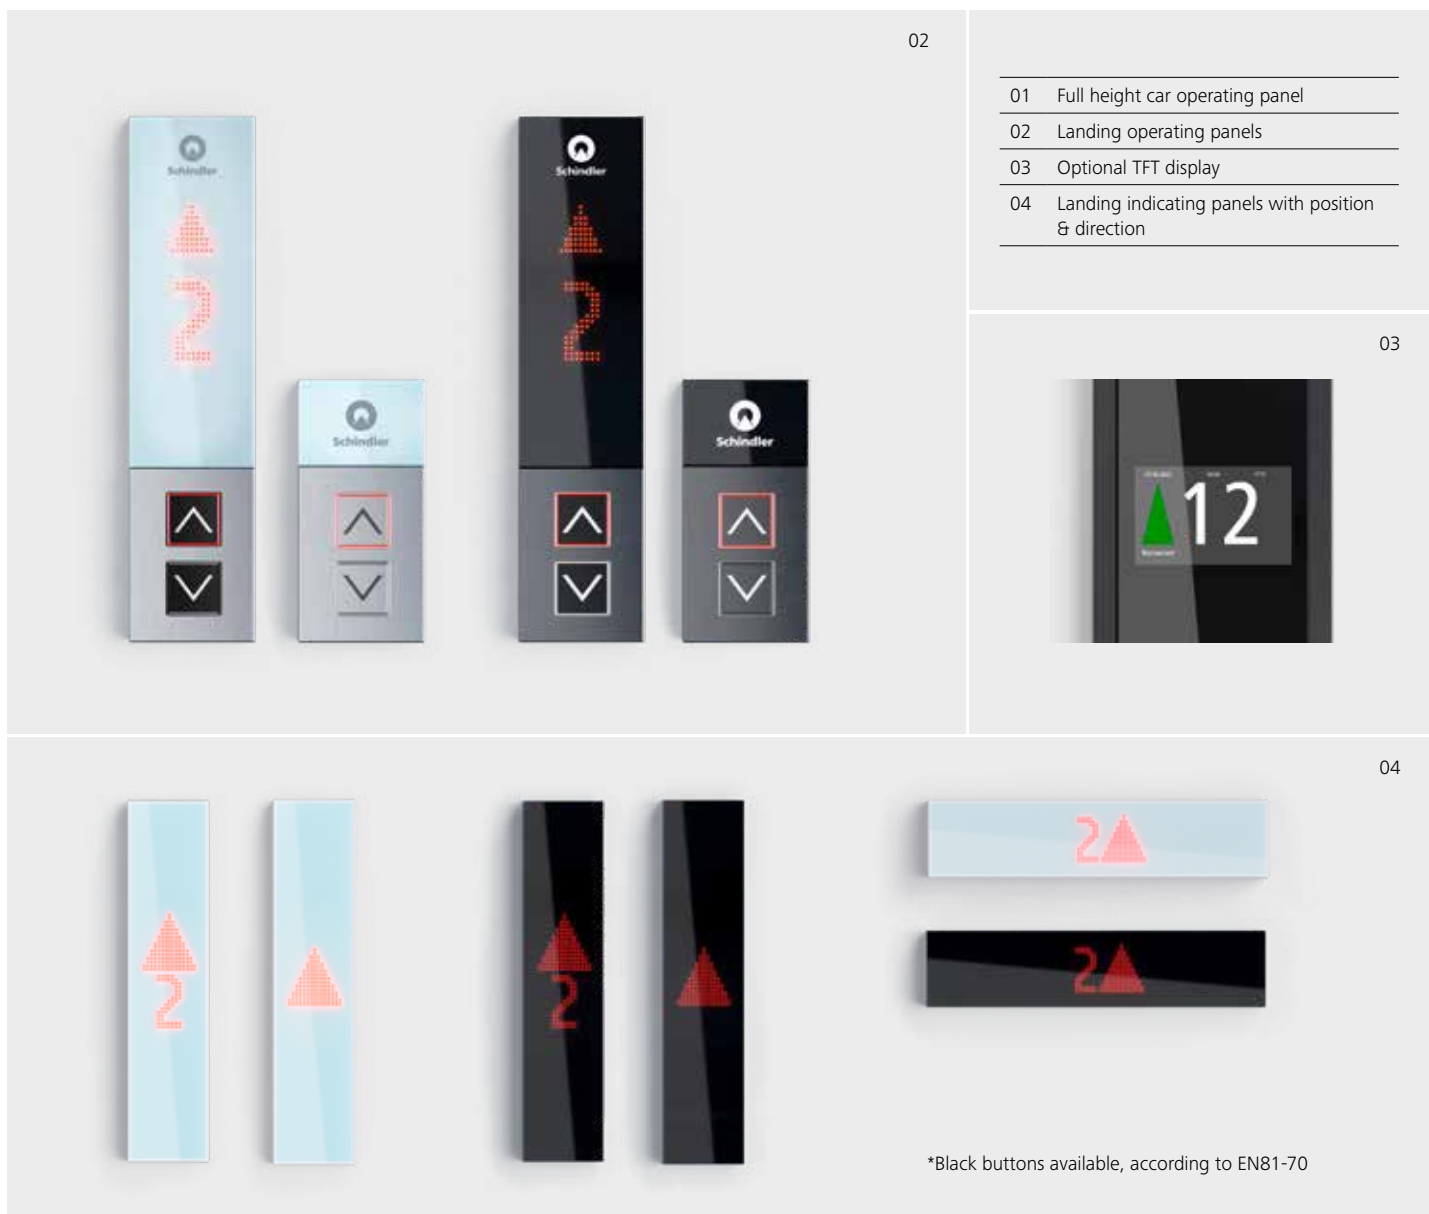 02
Schindler
2
Schindler
Schindler
2
Schindler
01 Full height car operating panel
02 Landing operating panels
03 Optional TFT display
04 Landing indicating panels with position
& direction
03
12
04
2
2
2
2
*Black buttons available, according to EN81-70